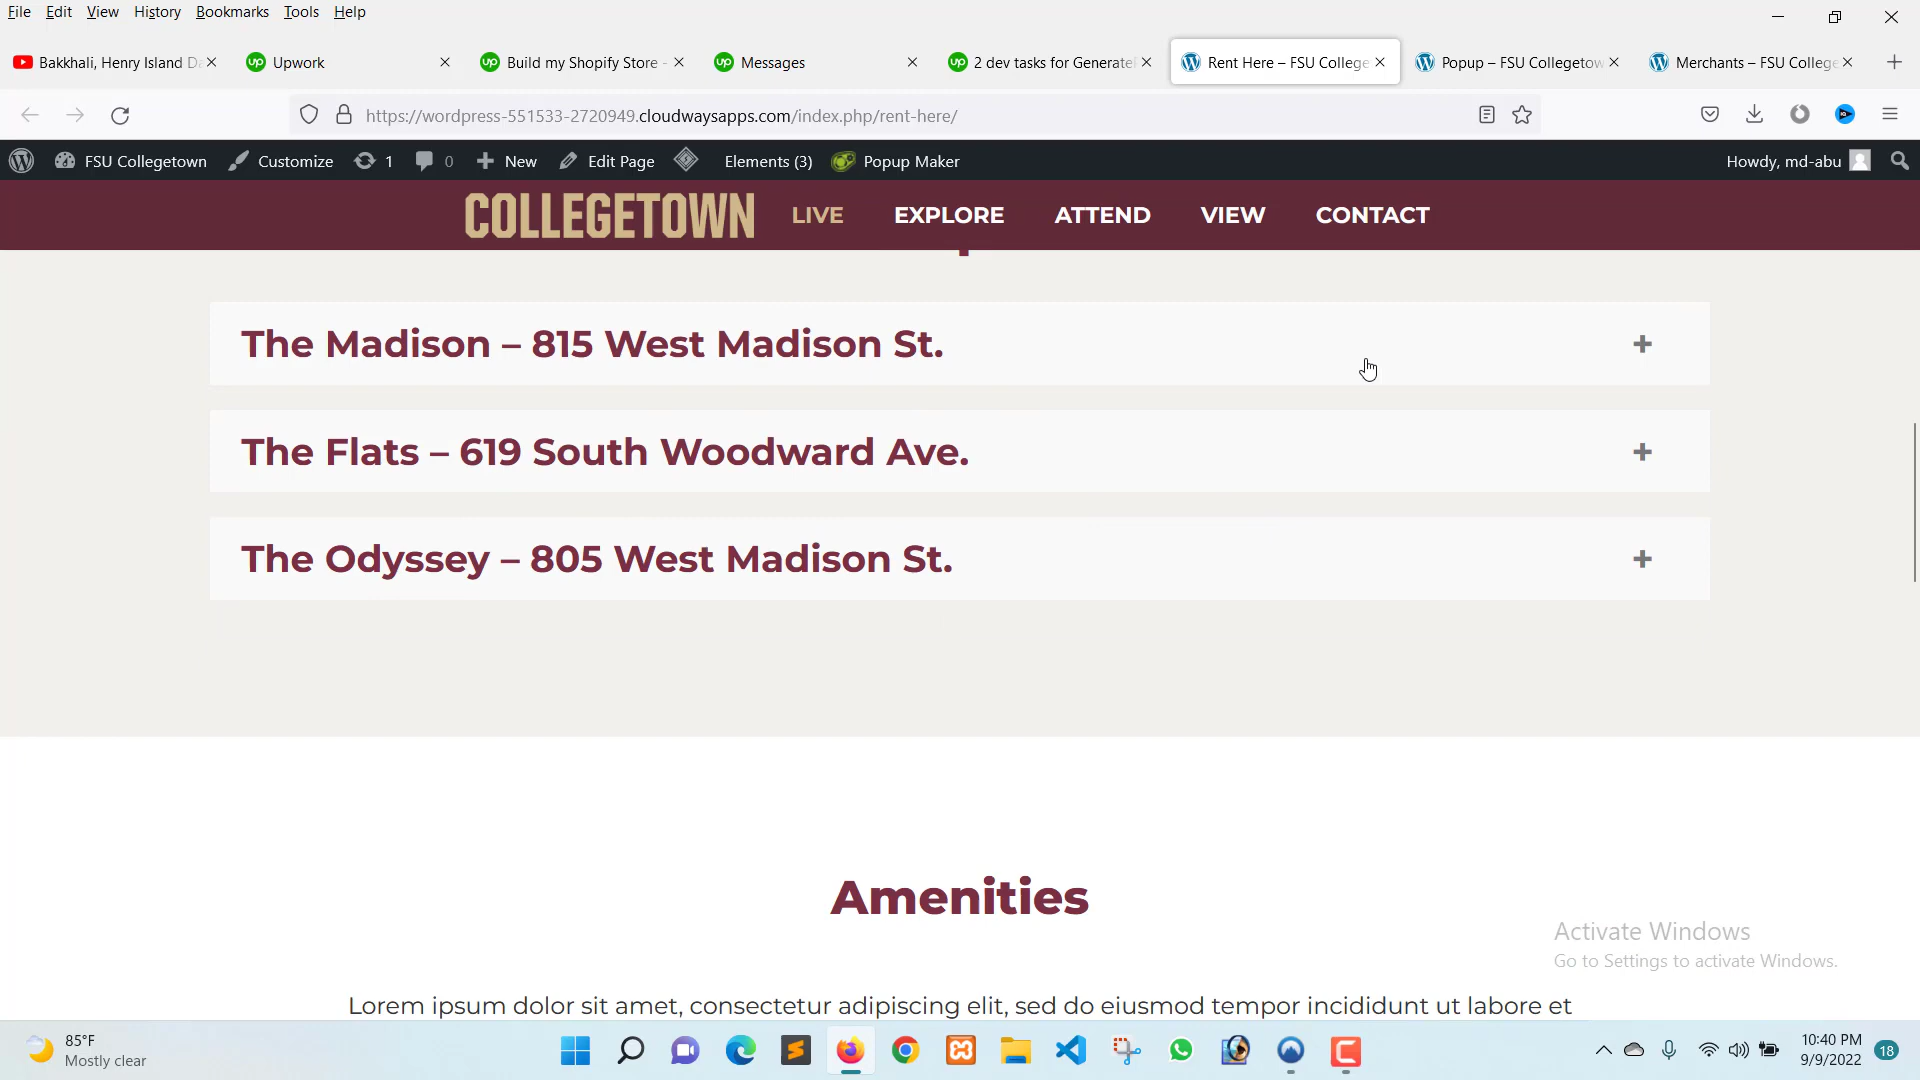 File Edit View History Bookmarks Tools Help
Bakkhali, Henry Island D
Upwork
Build my Shopify Store -
Messages
2 dev tasks for Generate
Rent Here – FSU College
Popup – FSU Collegetow
Merchants – FSU College
https://wordpress-551533-2720949.cloudwaysapps.com/index.php/rent-here/
FSU Collegetown Customize 1 0 New Edit Page Elements (3) Popup Maker Howdy, md-abu
COLLEGETOWN LIVE EXPLORE ATTEND VIEW CONTACT
The Madison – 815 West Madison St.
The Flats – 619 South Woodward Ave.
The Odyssey – 805 West Madison St.
Amenities
Activate Windows
Go to Settings to activate Windows.
Lorem ipsum dolor sit amet, consectetur adipiscing elit, sed do eiusmod tempor incididunt ut labore et
85°F
Mostly clear
10:40 PM
9/9/2022
18